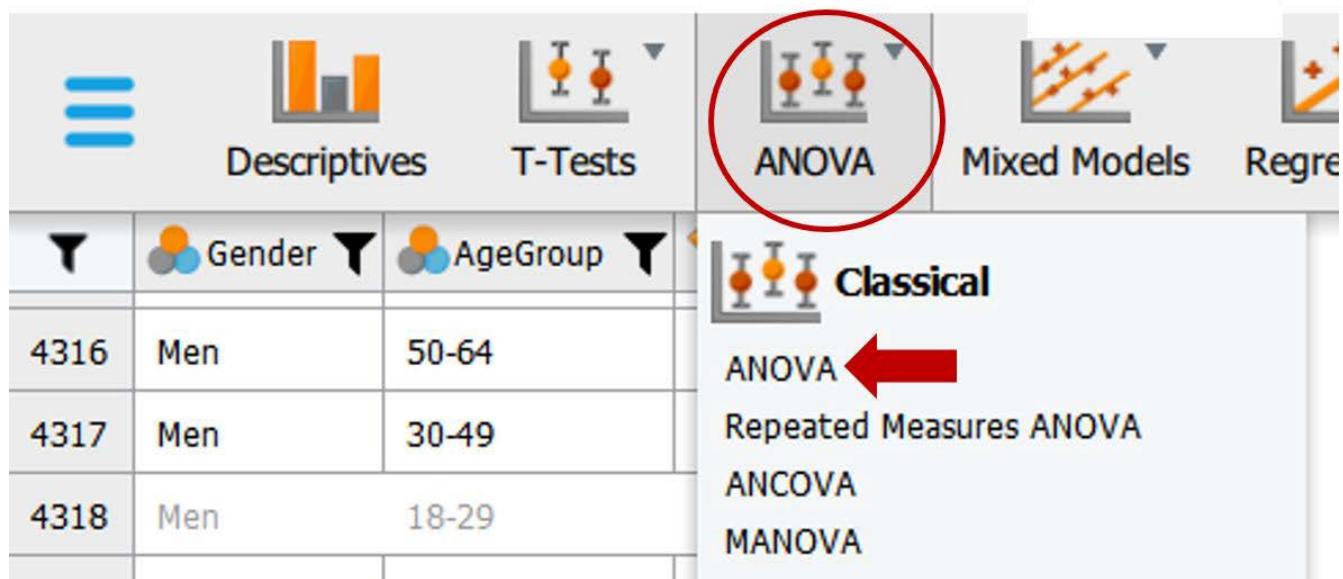 Descriptives T-Tests ANOVA Mixed Models Regre
Gender AgeGroup
Classical
4316 Men 50-64
ANOVA
4317 Men 30-49
Repeated Measures ANOVA
4318 Men 18-29
ANCOVA
MANOVA